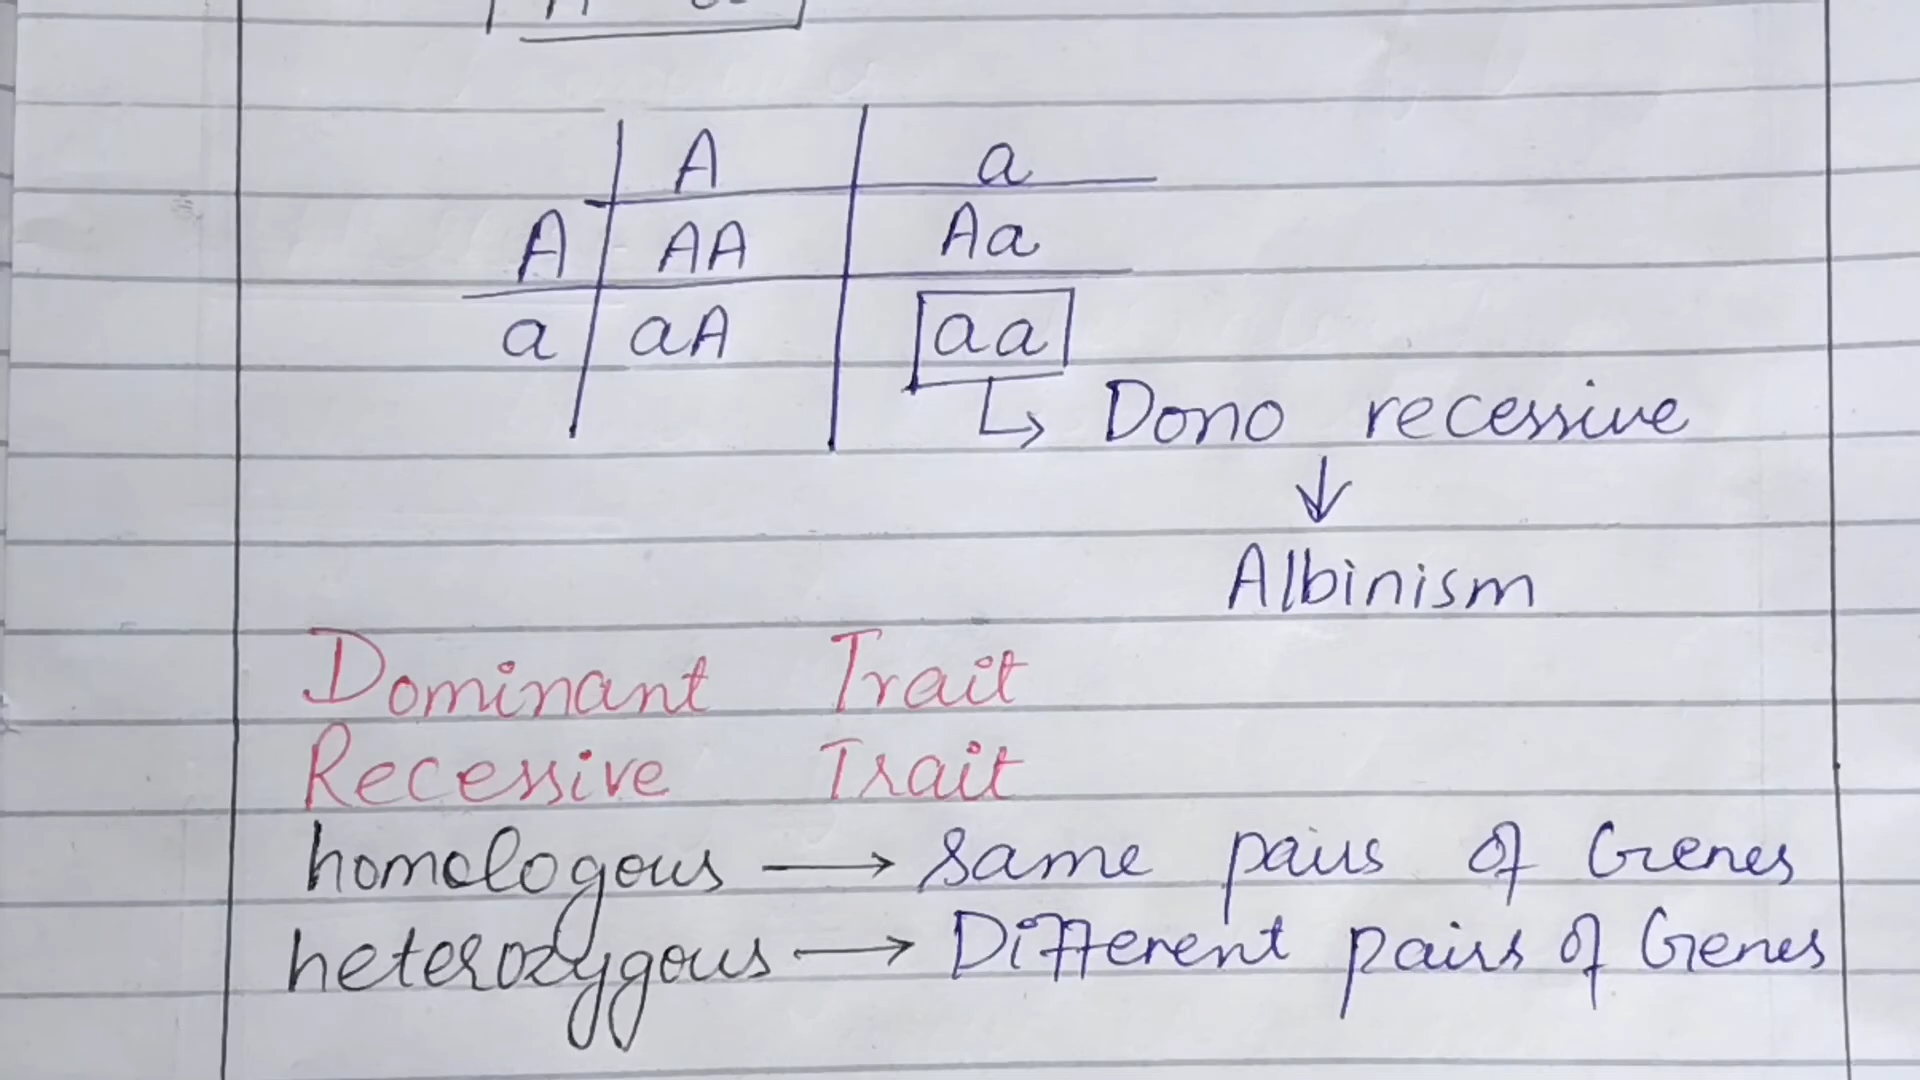 A a
A AA Aa
a aA aa
Dono recessive
Albinism
Dominant Trait
Recessive Trait
homologous → same pairs of Genes
heterozygous → Different pairs of Genes